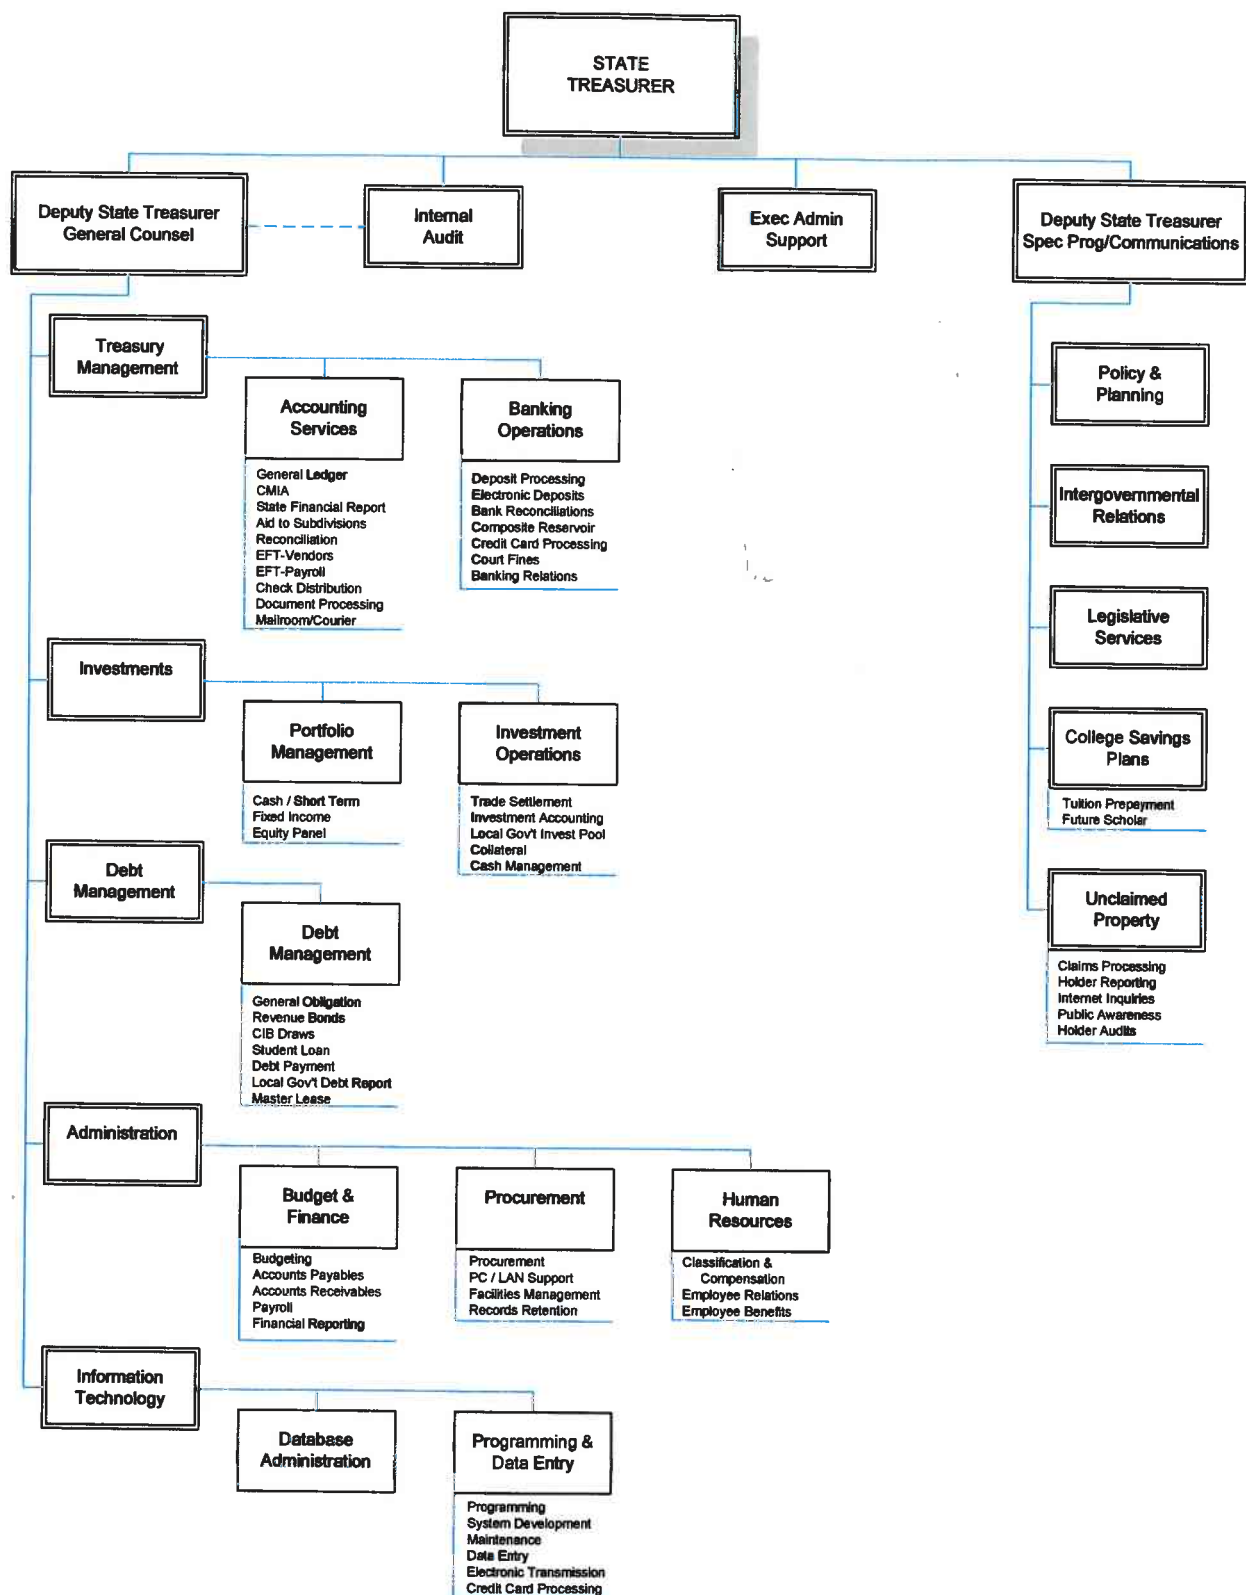 STATE
TREASURER
Deputy State Treasurer
General Counsel
Internal
Audit
Exec Admin
Support
Deputy State Treasurer
Spec Prog/Communications
Treasury
Management
Accounting
Services
General Ledger
CMIA
State Financial Report
Aid to Subdivisions
Reconciliation
EFT-Vendors
EFT-Payroll
Check Distribution
Document Processing
Mailroom/Courier
Banking
Operations
Deposit Processing
Electronic Deposits
Bank Reconciliations
Composite Reservoir
Credit Card Processing
Court Fines
Banking Relations
Investments
Portfolio
Management
Cash / Short Term
Fixed Income
Equity Panel
Investment
Operations
Trade Settlement
Investment Accounting
Local Gov't Invest Pool
Collateral
Cash Management
Debt
Management
Debt
Management
General Obligation
Revenue Bonds
CIB Draws
Student Loan
Debt Payment
Local Gov't Debt Report
Master Lease
Administration
Budget &
Finance
Budgeting
Accounts Payables
Accounts Receivables
Payroll
Financial Reporting
Procurement
Procurement
PC / LAN Support
Facilities Management
Records Retention
Human
Resources
Classification &
Compensation
Employee Relations
Employee Benefits
Information
Technology
Database
Administration
Programming &
Data Entry
Programming
System Development
Maintenance
Data Entry
Electronic Transmission
Credit Card Processing
Policy &
Planning
Intergovernmental
Relations
Legislative
Services
College Savings
Plans
Tuition Prepayment
Future Scholar
Unclaimed
Property
Claims Processing
Holder Reporting
Internet Inquiries
Public Awareness
Holder Audits